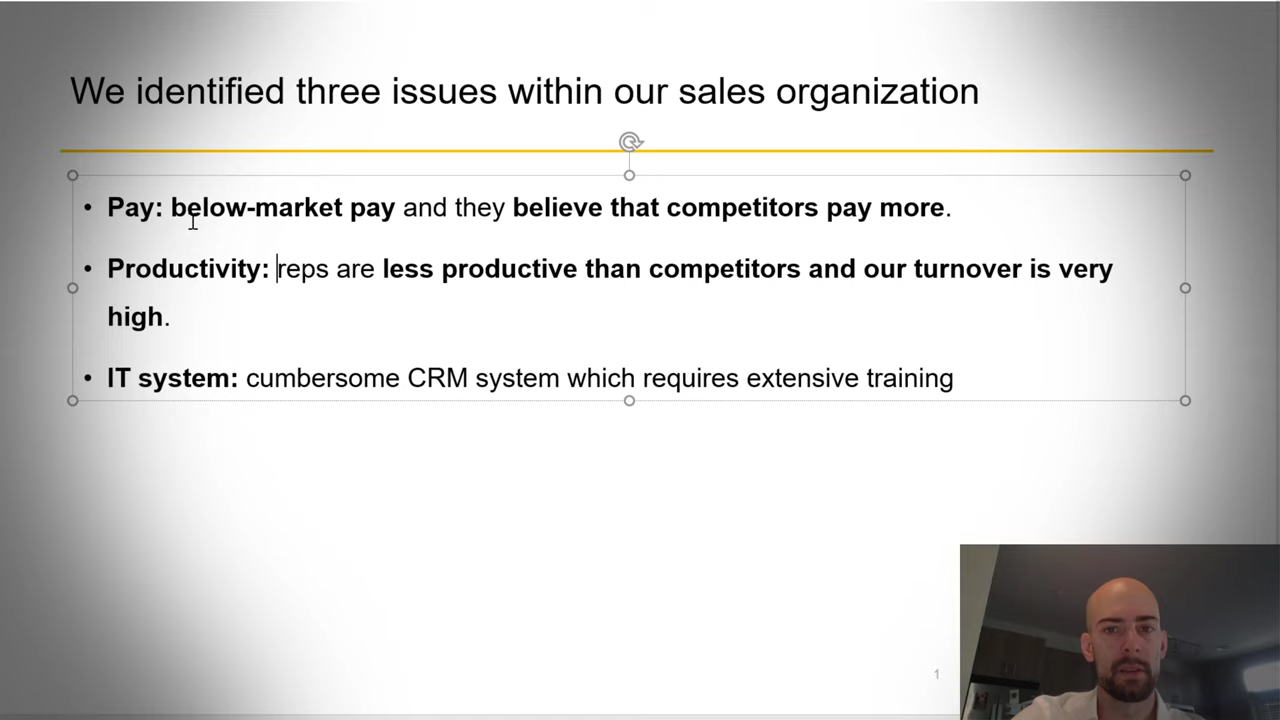 We identified three issues within our sales organization
• Pay: below-market pay and they believe that competitors pay more.
• Productivity: reps are less productive than competitors and our turnover is very
high.
• IT system: cumbersome CRM system which requires extensive training
1